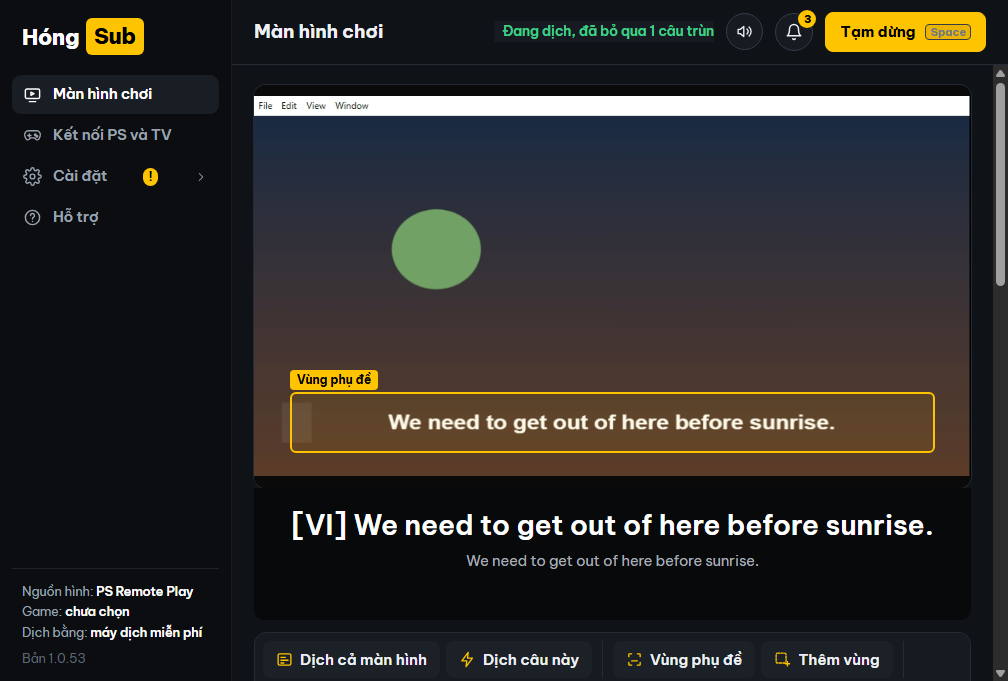 Hóng Sub
Màn hình chơi
Kết nối PS và TV
Cài đặt
!
Hỗ trợ
Nguồn hình: PS Remote Play
Game: chưa chọn
Dịch bằng: máy dịch miễn phí
Bản 1.0.53
Màn hình chơi
Đang dịch, đã bỏ qua 1 câu trùn
3
Tạm dừng Space
File Edit View Window
Vùng phụ đề
We need to get out of here before sunrise.
[VI] We need to get out of here before sunrise.
We need to get out of here before sunrise.
Dịch cả màn hình
Dịch câu này
Vùng phụ đề
Thêm vùng